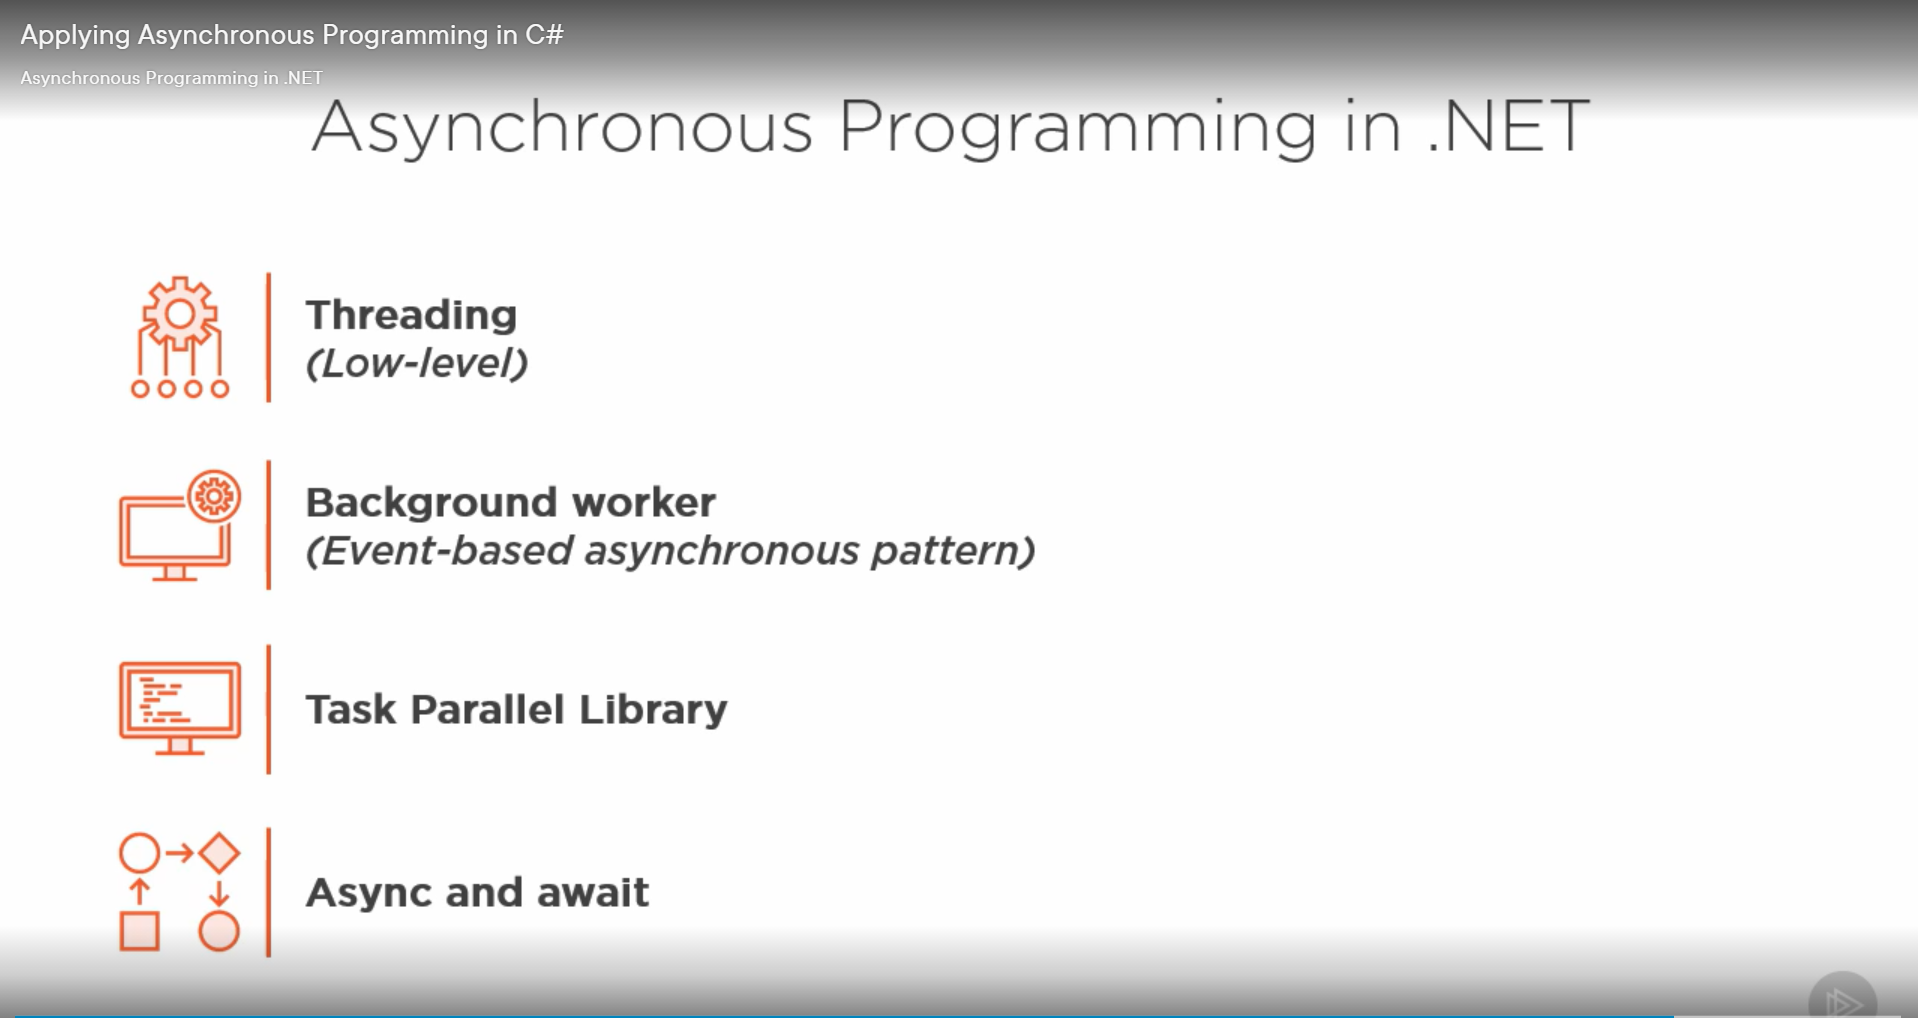 Applying Asynchronous Programming in C#
Asynchronous Programming in .NET
Asynchronous Programming in .NET
Threading
(Low-level)
Background worker
(Event-based asynchronous pattern)
Task Parallel Library
Async and await